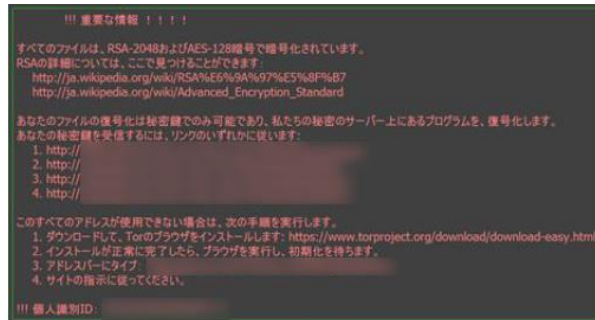 !!! 重要な情報 ！！！！
すべてのファイルは、RSA-2048およびAES-128暗号で暗号化されています。
RSAの詳細については、ここで見つけることができます:
http://ja.wikipedia.org/wiki/RSA%E6%9A%97%E5%8F%B7
http://ja.wikipedia.org/wiki/Advanced_Encryption_Standard
あなたのファイルの復号化は秘密鍵でのみ可能であり、私たちの秘密のサーバー上にあるプログラムを、復号化します。
あなたの秘密鍵を受信するには、リンクのいずれかに従います:
1. http://
2. http://
3. http://
4. http://
このすべてのアドレスが使用できない場合は、次の手順を実行します。
1. ダウンロードして、Torのブラウザをインストールします: https://www.torproject.org/download/download-easy.html
2. インストールが正常に完了したら、ブラウザを実行し、初期化を待ちます。
3. アドレスバーにタイプ:
4. サイトの指示に従ってください。
!!! 個人識別ID: